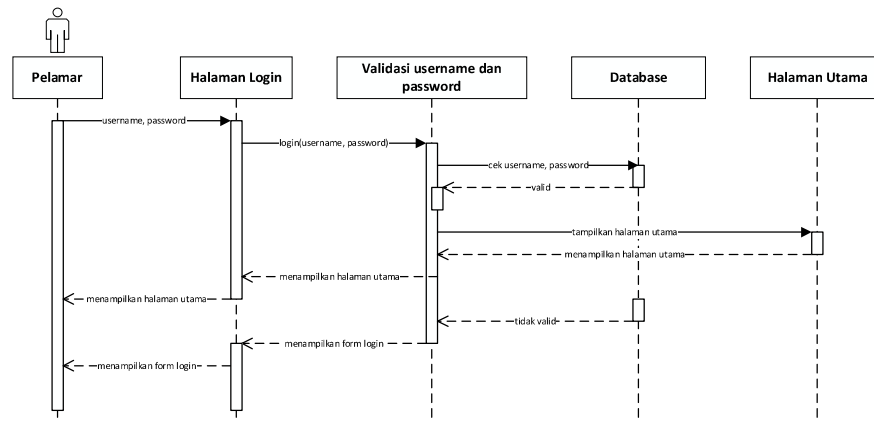 Pelamar
Halaman Login
Validasi username dan
password
Database
Halaman Utama
username, password
login(username, password)
cek username, password
valid
tampilkan halaman utama
menampilkan halaman utama
menampilkan halaman utama
menampilkan halaman utama
tidak valid
menampilkan form login
menampilkan form login